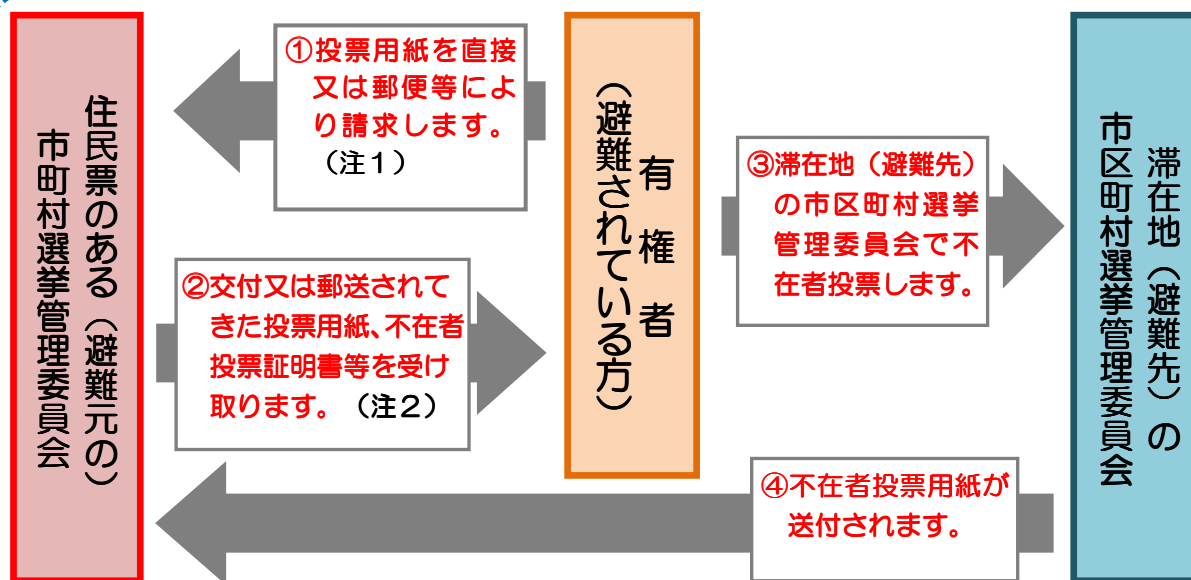 住民票のある（避難元の）
市町村選挙管理委員会
①投票用紙を直接
又は郵便等によ
り請求します。
（注１）
②交付又は郵送されて
きた投票用紙、不在者
投票証明書等を受け
取ります。（注２）
有権者
（避難されている方）
③滞在地（避難先）
の市区町村選挙
管理委員会で不
在者投票します。
④不在者投票用紙が
送付されます。
滞在地（避難先）の
市区町村選挙管理委員会